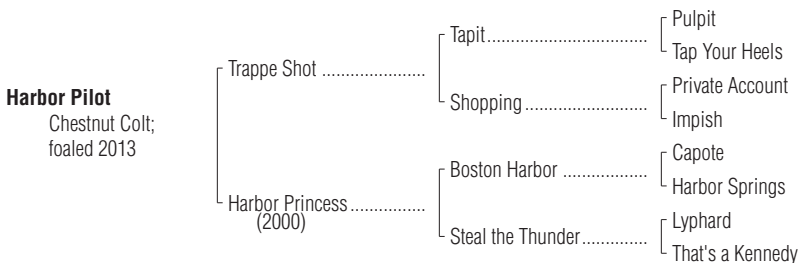 Harbor Pilot
Chestnut Colt;
foaled 2013
Trappe Shot ......................
Harbor Princess................
(2000)
Tapit..................................
Shopping..........................
Boston Harbor ..................
Steal the Thunder..............
Pulpit
Tap Your Heels
Private Account
Impish
Capote
Harbor Springs
Lyphard
That's a Kennedy